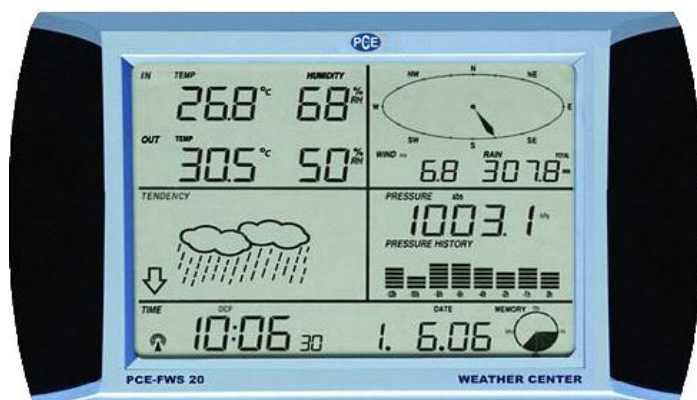 PCE
IN TEMP HUMIDITY
26.8 °C 68 % RH
OUT TEMP
30.5 °C 50 % RH
N
NW NE
W E
SW SE
S
WIND RAIN TOTAL
6.8 307.8
TENDENCY
PRESSURE abs
1003.1
PRESSURE HISTORY
TIME DCF DATE MEMORY
10:06 30 1. 6.06
PCE-FWS 20 WEATHER CENTER